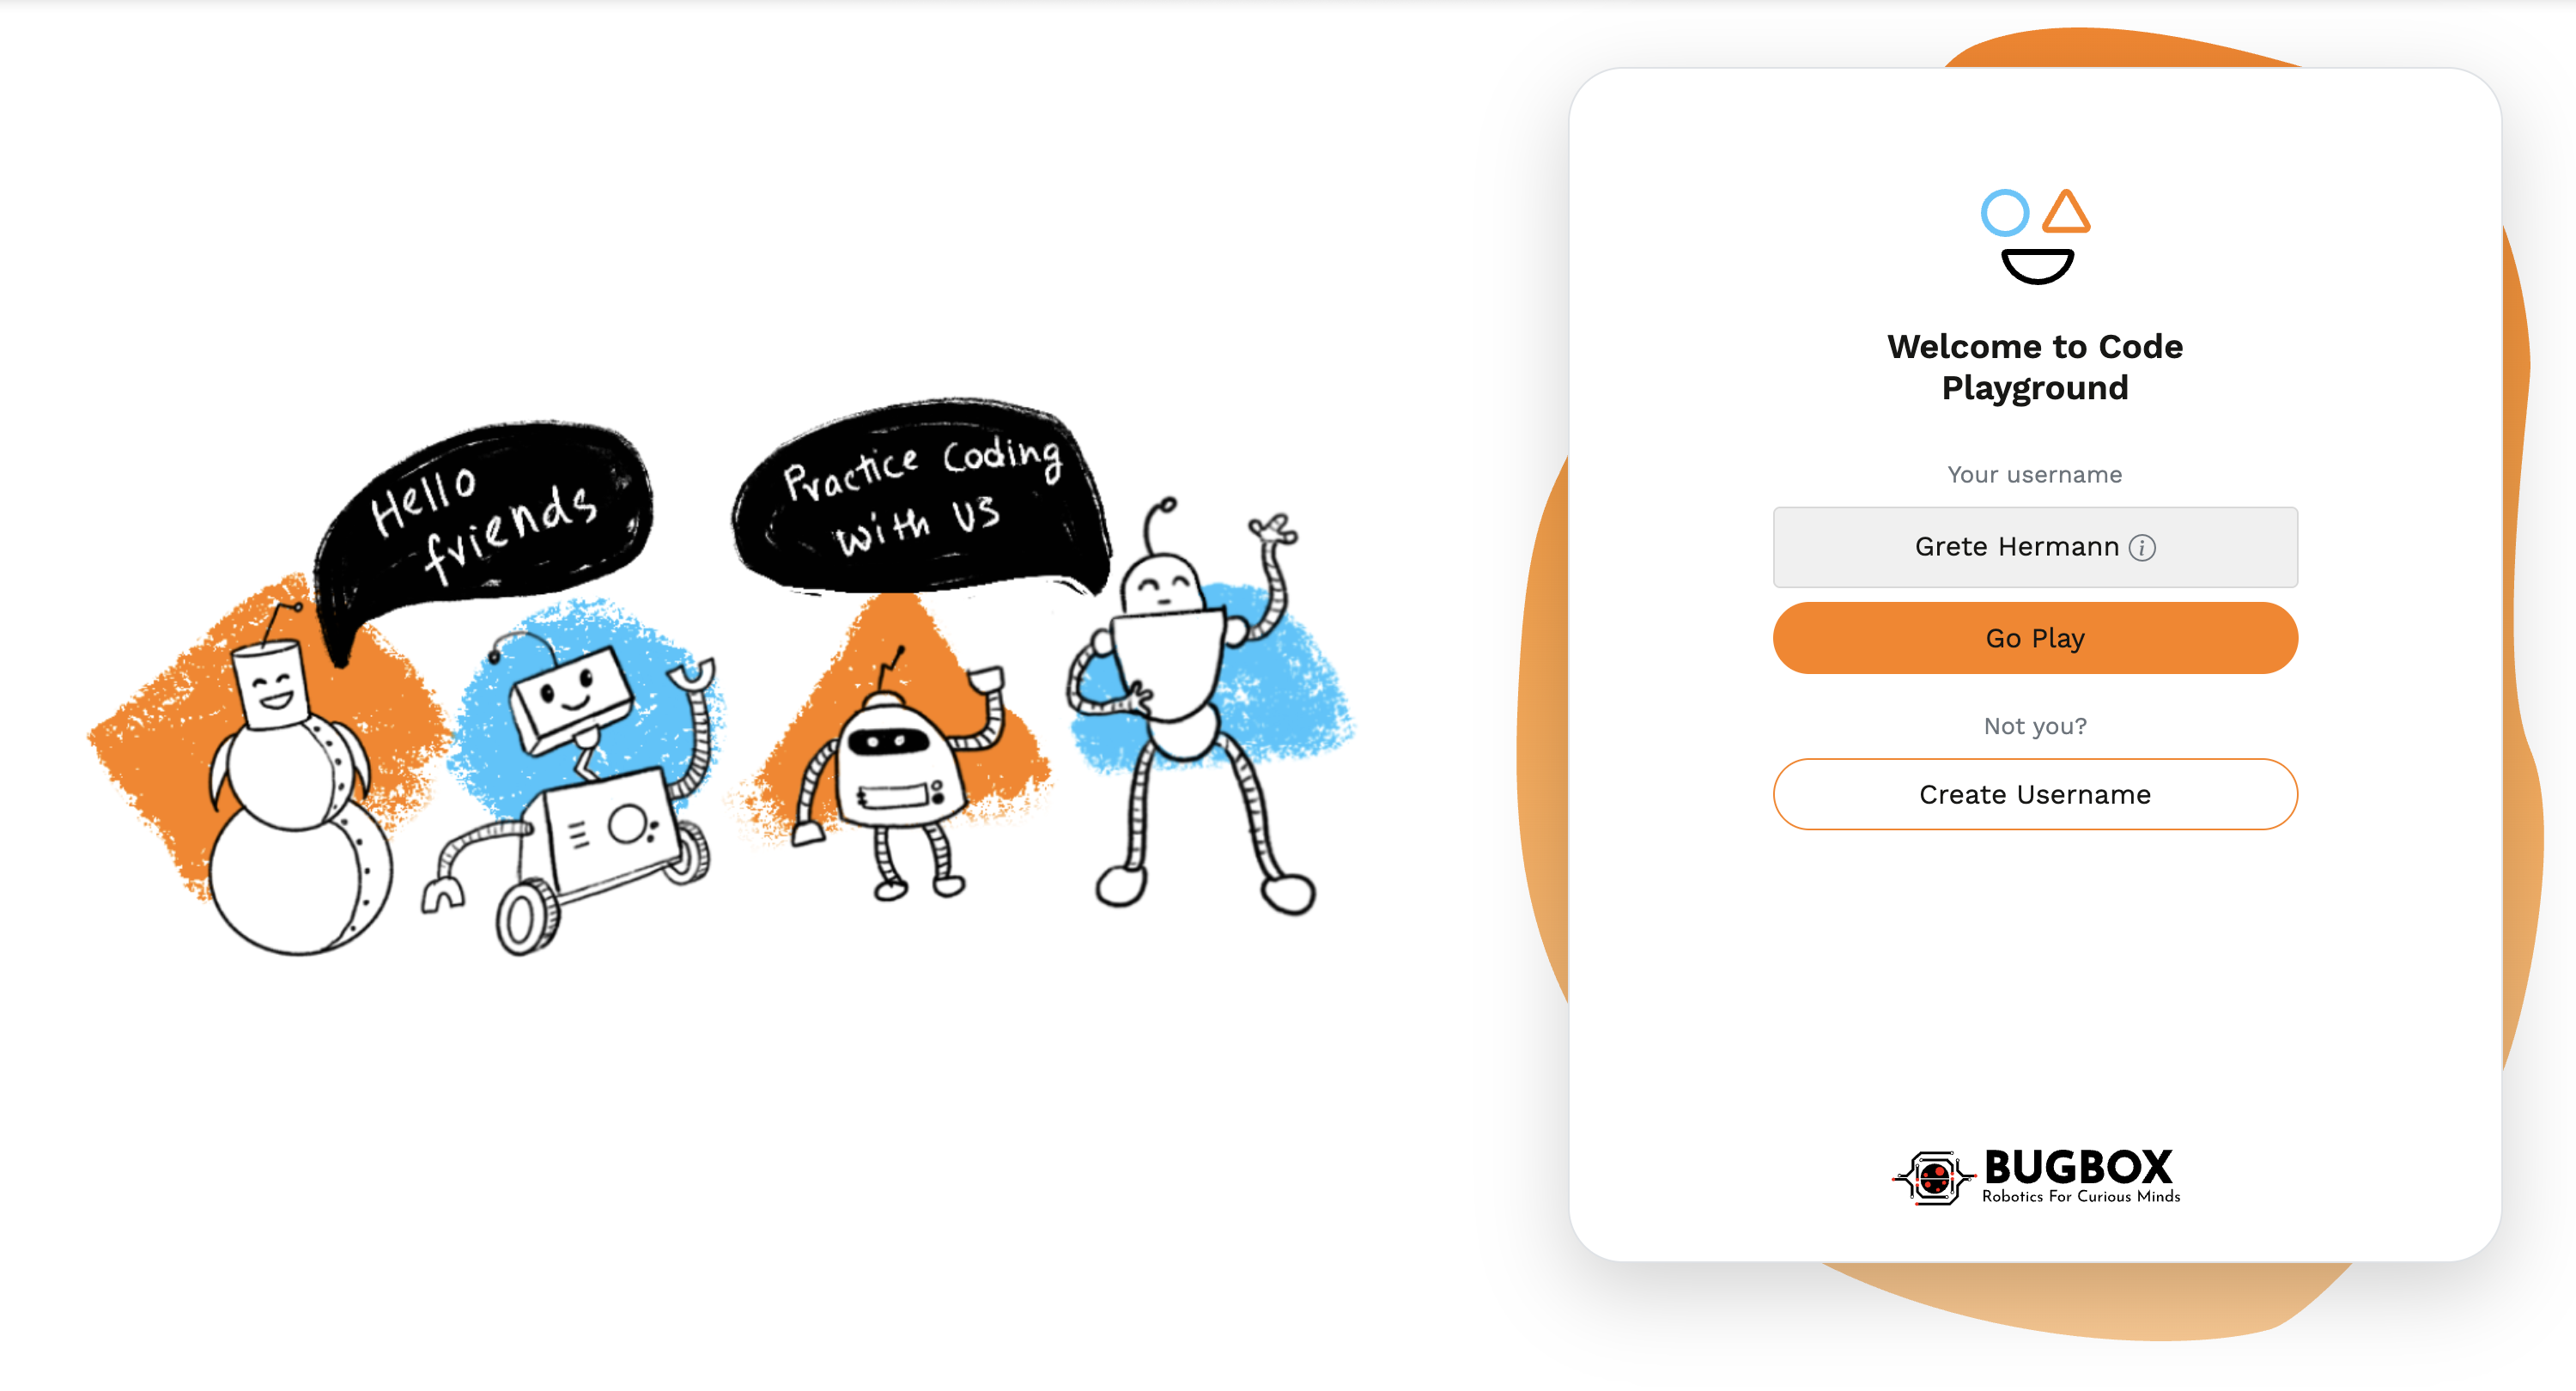 Hello
friends
Practice Coding
With US
Welcome to Code
Playground
Your username
Grete Hermann
Go Play
Not you?
Create Username
BUGBOX
Robotics For Curious Minds